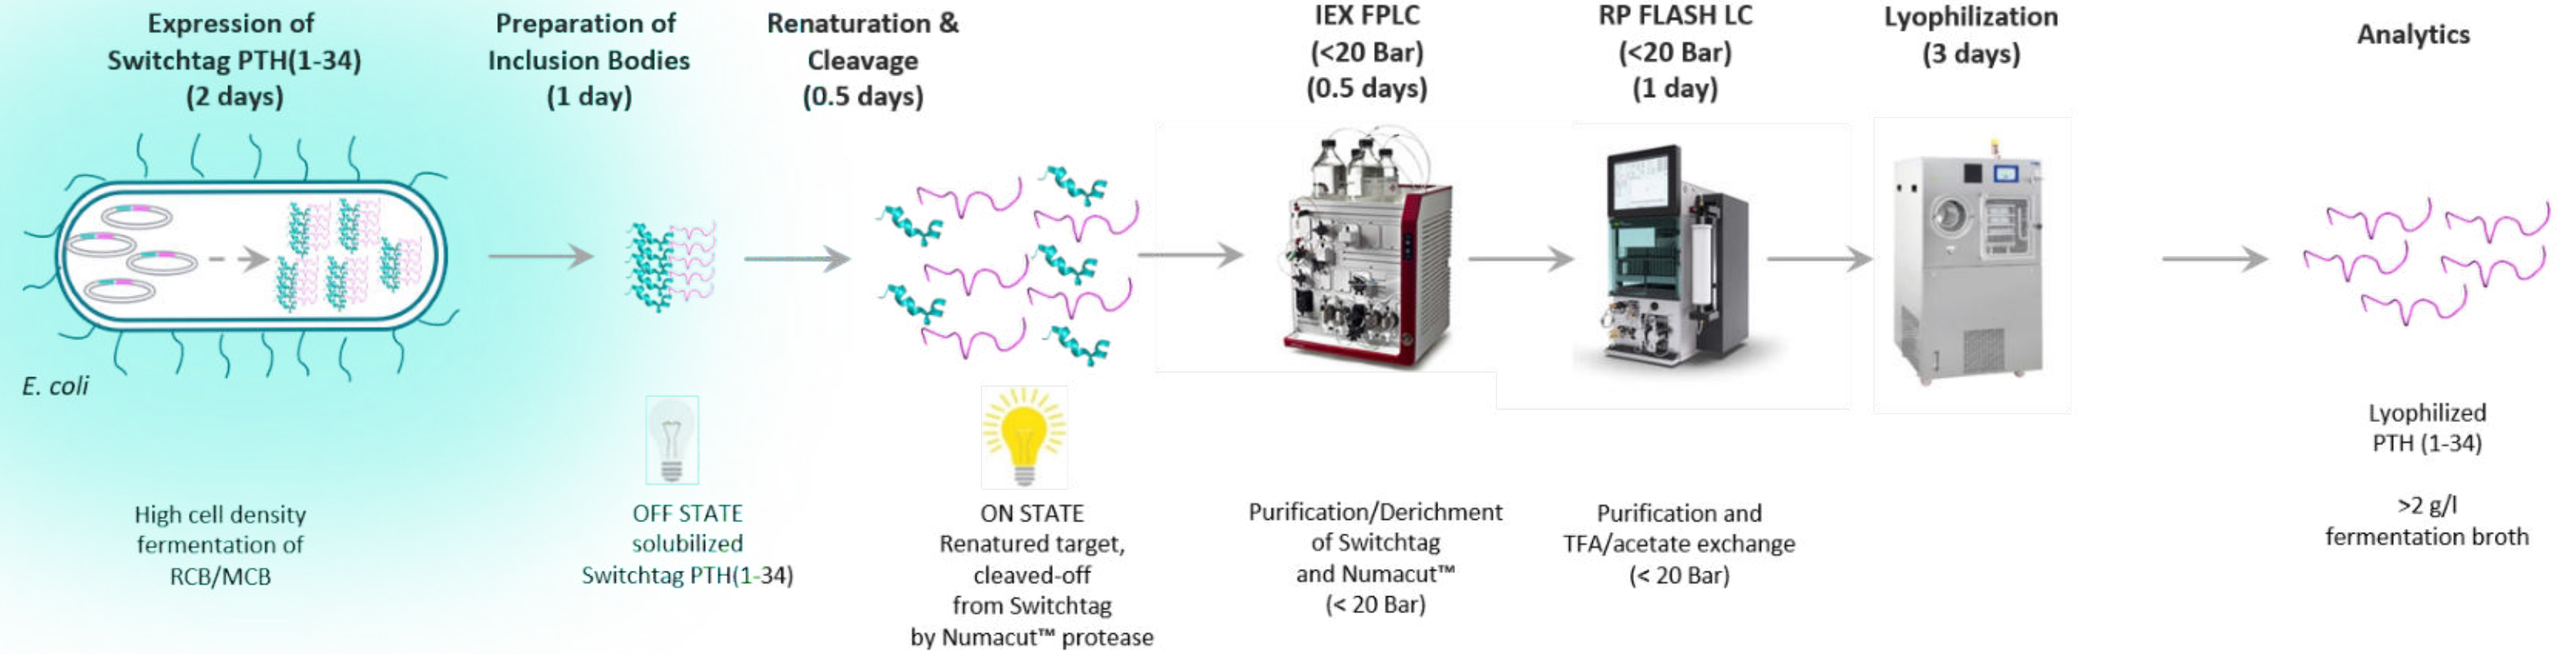 Expression of
Switchtag PTH(1-34)
(2 days)
E. coli
High cell density
fermentation of
RCB/MCB
Preparation of
Inclusion Bodies
(1 day)
OFF STATE
solubilized
Switchtag PTH(1-34)
Renaturation &
Cleavage
(0.5 days)
ON STATE
Renatured target,
cleaved-off
from Switchtag
by Numacut™ protease
IEX FPLC
(<20 Bar)
(0.5 days)
Purification/Derichment
of Switchtag
and Numacut™
(< 20 Bar)
RP FLASH LC
(<20 Bar)
(1 day)
Purification and
TFA/acetate exchange
(< 20 Bar)
Lyophilization
(3 days)
Analytics
Lyophilized
PTH (1-34)
>2 g/l
fermentation broth